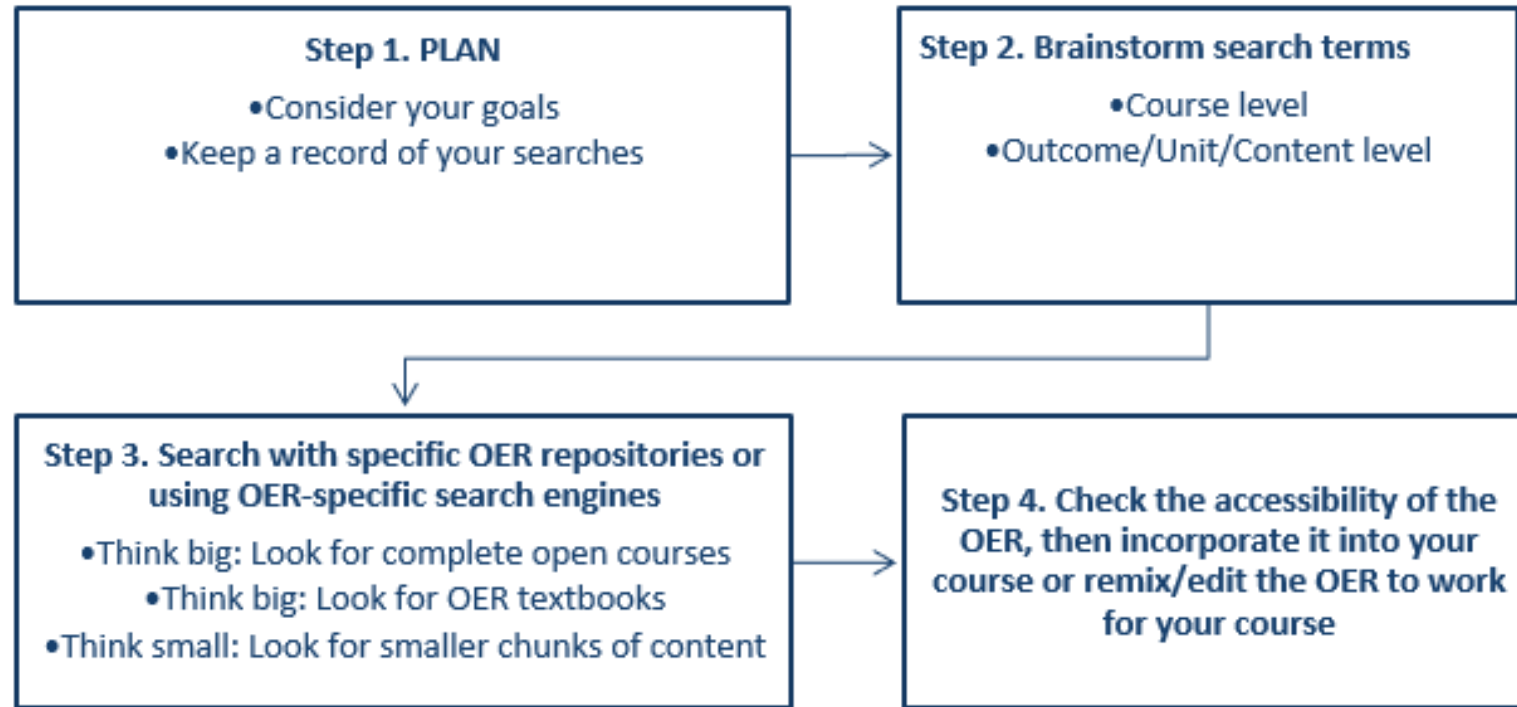 Step 1. PLAN
•Consider your goals
•Keep a record of your searches
Step 2. Brainstorm search terms
•Course level
•Outcome/Unit/Content level
Step 3. Search with specific OER repositories or
using OER-specific search engines
•Think big: Look for complete open courses
•Think big: Look for OER textbooks
•Think small: Look for smaller chunks of content
Step 4. Check the accessibility of the
OER, then incorporate it into your
course or remix/edit the OER to work
for your course